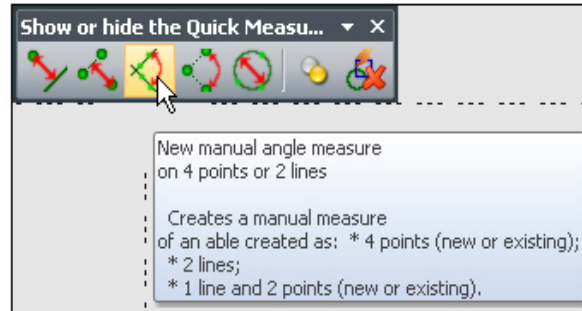 Show or hide the Quick Measu...
New manual angle measure
on 4 points or 2 lines
Creates a manual measure
of an able created as: * 4 points (new or existing);
* 2 lines;
* 1 line and 2 points (new or existing).